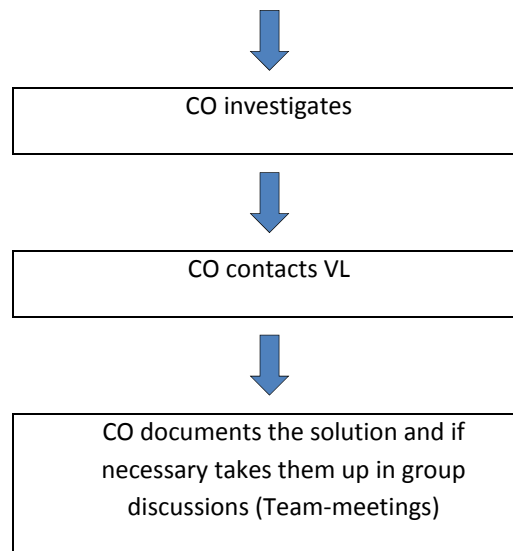 CO investigates
CO contacts VL
CO documents the solution and if
necessary takes them up in group
discussions (Team-meetings)